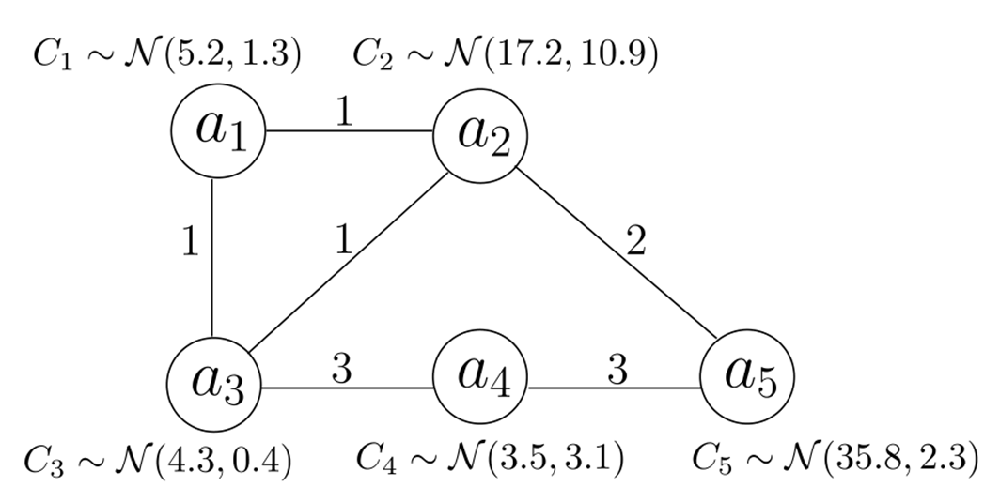 C₁ ~ 𝒩(5.2, 1.3) C₂ ~ 𝒩(17.2, 10.9)
a₁ 1 a₂
1 1 2
a₃ 3 a₄ 3 a₅
C₃ ~ 𝒩(4.3, 0.4) C₄ ~ 𝒩(3.5, 3.1) C₅ ~ 𝒩(35.8, 2.3)